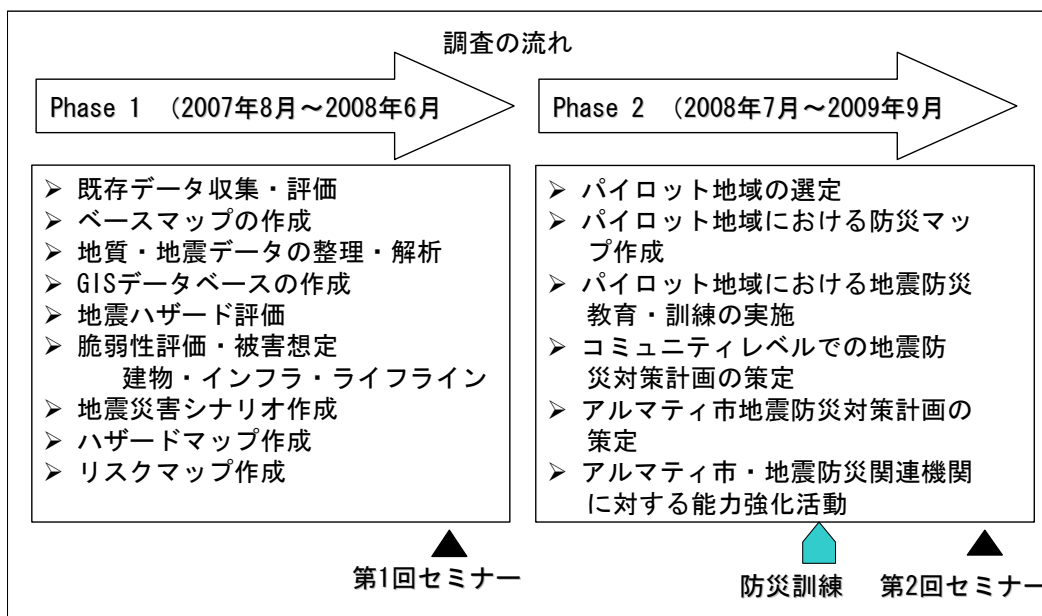 調査の流れ
Phase 1 （2007年8月～2008年6月
Phase 2 （2008年7月～2009年9月
➢ 既存データ収集・評価
➢ ベースマップの作成
➢ 地質・地震データの整理・解析
➢ GISデータベースの作成
➢ 地震ハザード評価
➢ 脆弱性評価・被害想定
建物・インフラ・ライフライン
➢ 地震災害シナリオ作成
➢ ハザードマップ作成
➢ リスクマップ作成
➢ パイロット地域の選定
➢ パイロット地域における防災マッ
プ作成
➢ パイロット地域における地震防災
教育・訓練の実施
➢ コミュニティレベルでの地震防
災対策計画の策定
➢ アルマティ市地震防災対策計画の
策定
➢ アルマティ市・地震防災関連機関
に対する能力強化活動
第1回セミナー
防災訓練
第2回セミナー